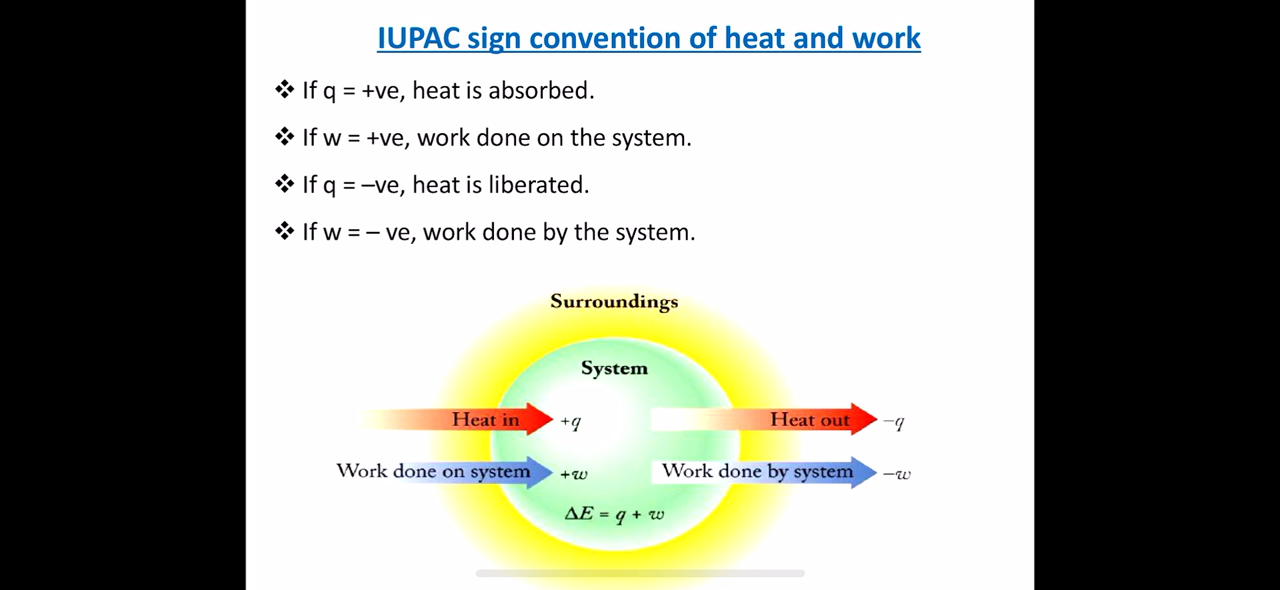 IUPAC sign convention of heat and work
❖ If q = +ve, heat is absorbed.
❖ If w = +ve, work done on the system.
❖ If q = –ve, heat is liberated.
❖ If w = – ve, work done by the system.
Surroundings
System
Heat in +q Heat out –q
Work done on system +w Work done by system –w
ΔE = q + w